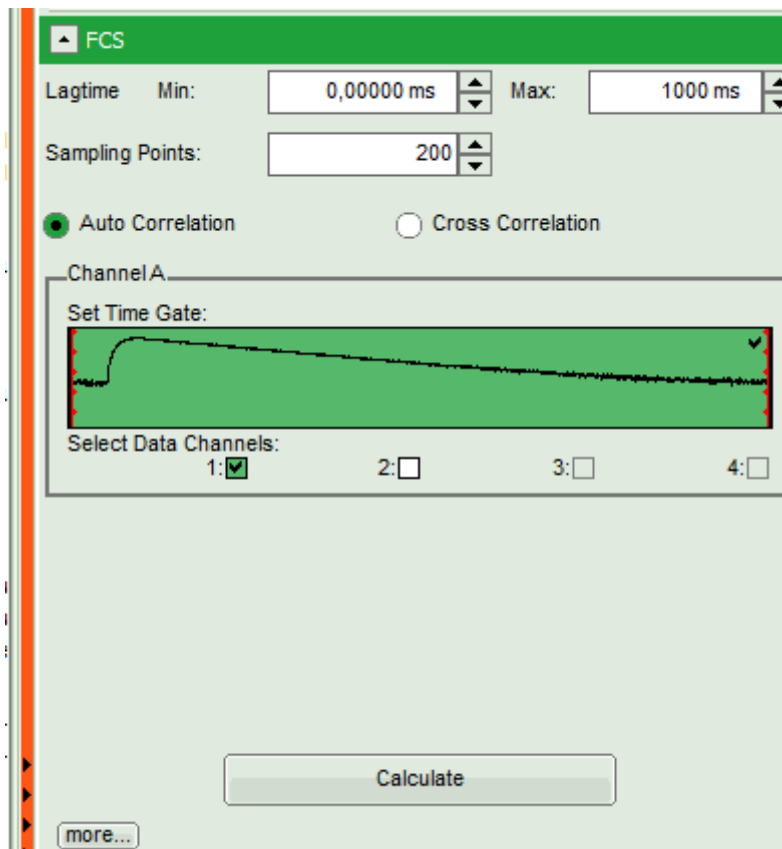 FCS
Lagtime Min: 0,00000 ms Max: 1000 ms
Sampling Points: 200
Auto Correlation Cross Correlation
Channel A
Set Time Gate:
Select Data Channels:
1: 2: 3: 4:
Calculate
more...